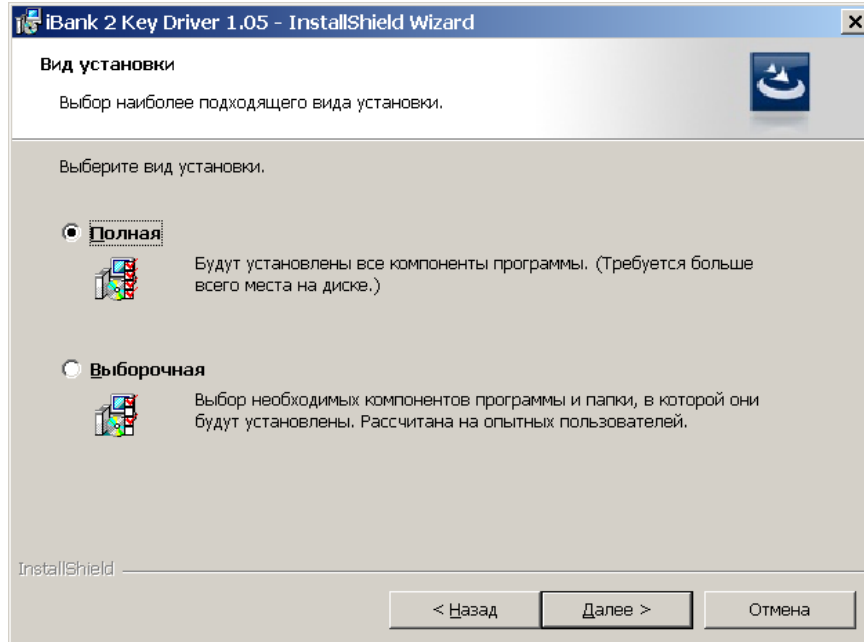 iBank 2 Key Driver 1.05 - InstallShield Wizard
Вид установки
Выбор наиболее подходящего вида установки.
Выберите вид установки.
Полная
Будут установлены все компоненты программы. (Требуется больше
всего места на диске.)
Выборочная
Выбор необходимых компонентов программы и папки, в которой они
будут установлены. Рассчитана на опытных пользователей.
InstallShield
< Назад
Далее >
Отмена